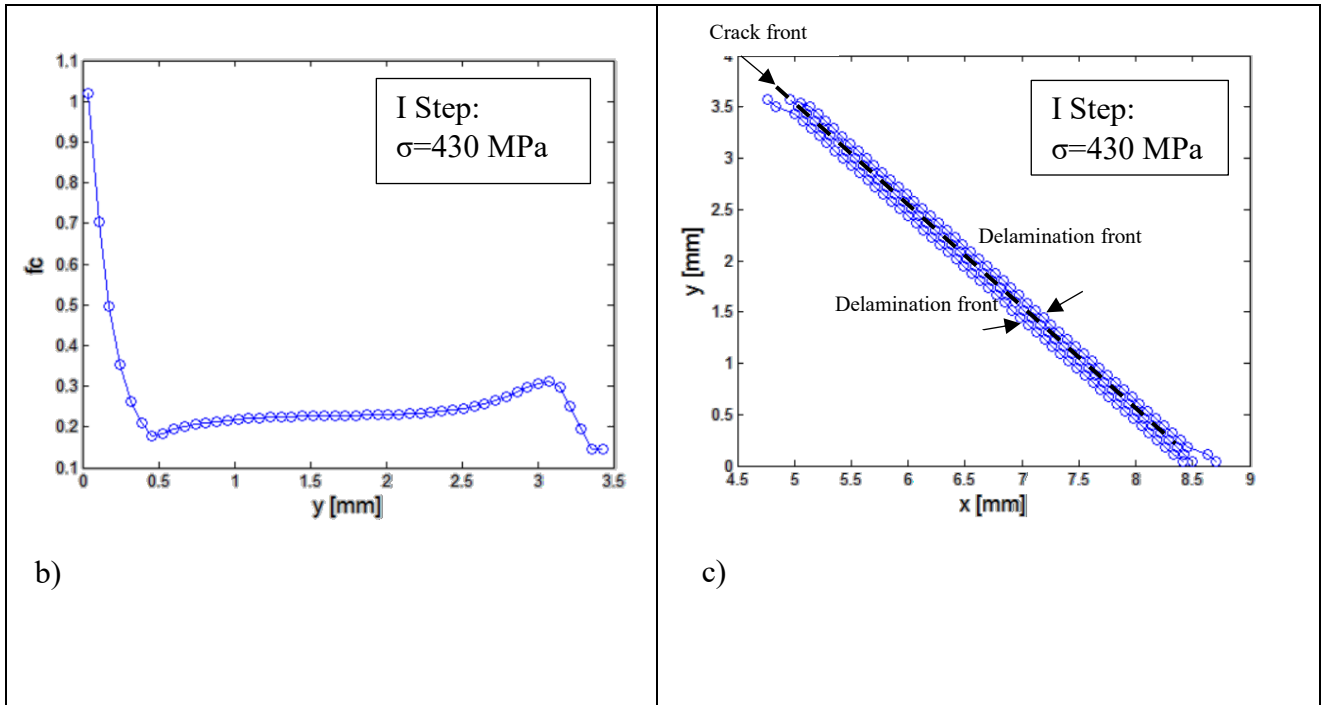 1.1
1
0.9
0.8
0.7
0.6
0.5
0.4
0.3
0.2
0.1
fc
I Step:
σ=430 MPa
0 0.5 1 1.5 2 2.5 3 3.5
y [mm]
b)
Crack front
4
3.5
3
2.5
2
1.5
1
0.5
0
y [mm]
I Step:
σ=430 MPa
Delamination front
Delamination front
4.5 5 5.5 6 6.5 7 7.5 8 8.5 9
x [mm]
c)